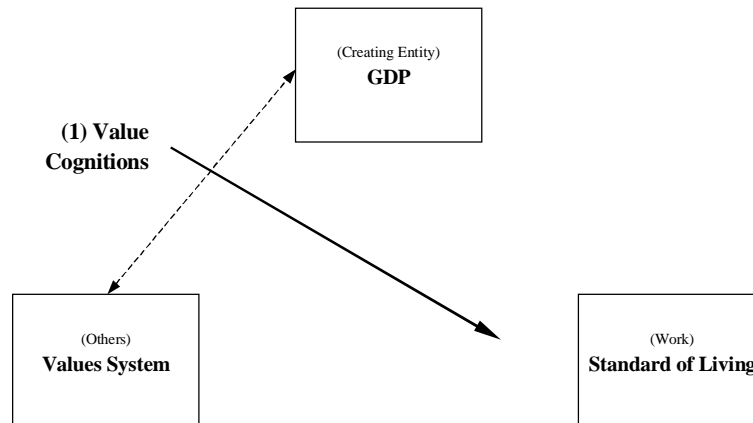 (Creating Entity)
GDP
(1) Value
Cognitions
(Others)
Values System
(Work)
Standard of Living